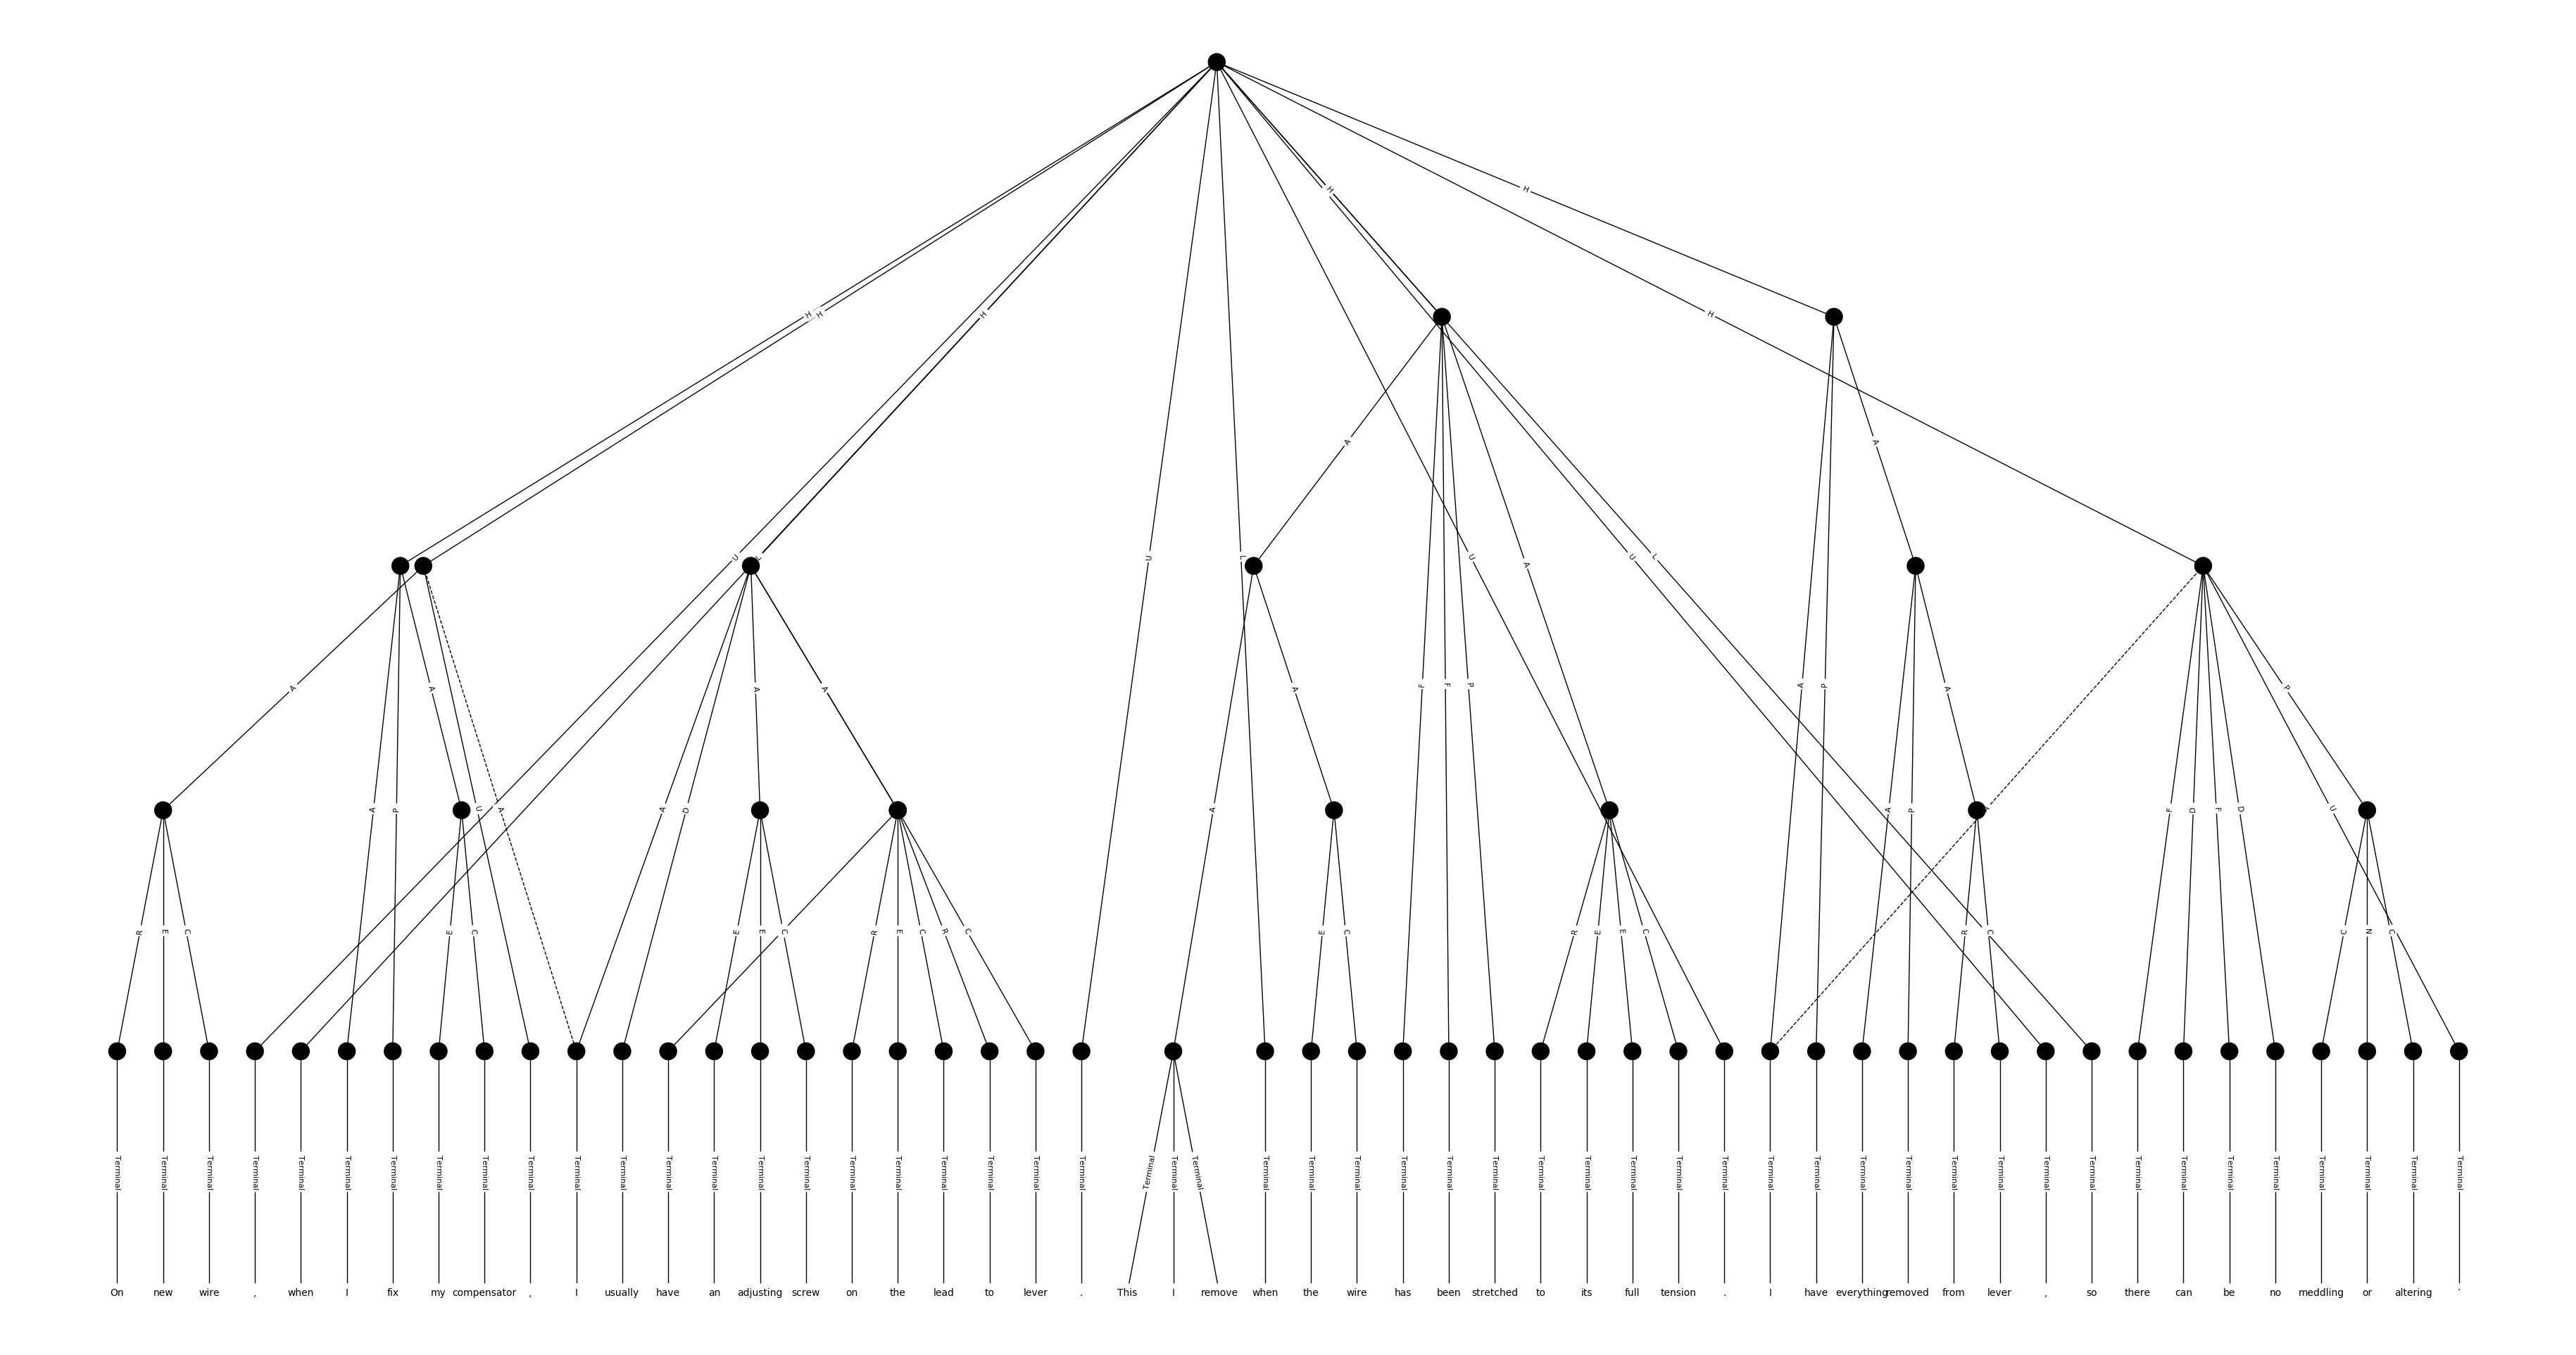 H
H H H H
A A A
U L U L U A U L
A A A F F P A P A P
A P U A A D A A P A F D F D U
R E C E C E E C R E C R C E C R E E C R C C N C
Terminal Terminal Terminal Terminal Terminal Terminal Terminal Terminal Terminal Terminal Terminal Terminal Terminal Terminal Terminal Terminal Terminal Terminal Terminal Terminal Terminal Terminal Terminal Terminal Terminal Terminal Terminal Terminal Terminal Terminal Terminal Terminal Terminal Terminal Terminal Terminal Terminal Terminal Terminal Terminal Terminal Terminal Terminal Terminal Terminal Terminal Terminal Terminal Terminal Terminal Terminal Terminal
On new wire , when I fix my compensator , I usually have an adjusting screw on the lead to lever . This I remove when the wire has been stretched to its full tension . I have everything removed from lever , so there can be no meddling or altering .